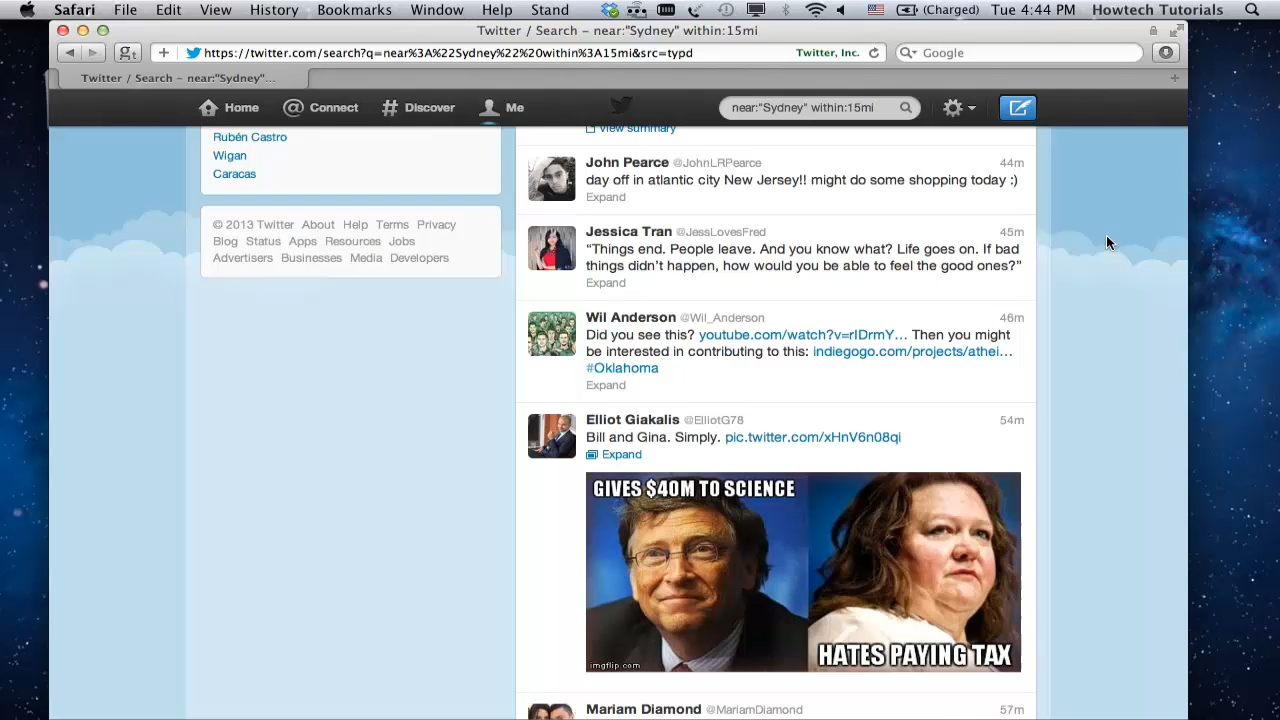 Safari File Edit View History Bookmarks Window Help Stand (Charged) Tue 4:44 PM Howtech Tutorials
Twitter / Search – near:"Sydney" within:15mi
https://twitter.com/search?q=near%3A%22Sydney%22%20within%3A15mi&src=typd Twitter, Inc. Google
Twitter / Search – near:"Sydney"...
Home Connect Discover Me near:"Sydney" within:15mi
Rubén Castro
Wigan
Caracas
© 2013 Twitter About Help Terms Privacy
Blog Status Apps Resources Jobs
Advertisers Businesses Media Developers
View summary
John Pearce @JohnLRPearce 44m
day off in atlantic city New Jersey!! might do some shopping today :)
Expand
Jessica Tran @JessLovesFred 45m
“Things end. People leave. And you know what? Life goes on. If bad
things didn’t happen, how would you be able to feel the good ones?”
Expand
Wil Anderson @Wil_Anderson 46m
Did you see this? youtube.com/watch?v=rIDrmY… Then you might
be interested in contributing to this: indiegogo.com/projects/athei…
#Oklahoma
Expand
Elliot Giakalis @ElliotG78 54m
Bill and Gina. Simply. pic.twitter.com/xHnV6n08qi
Expand
GIVES $40M TO SCIENCE
HATES PAYING TAX
imgflip.com
Mariam Diamond @MariamDiamond 57m